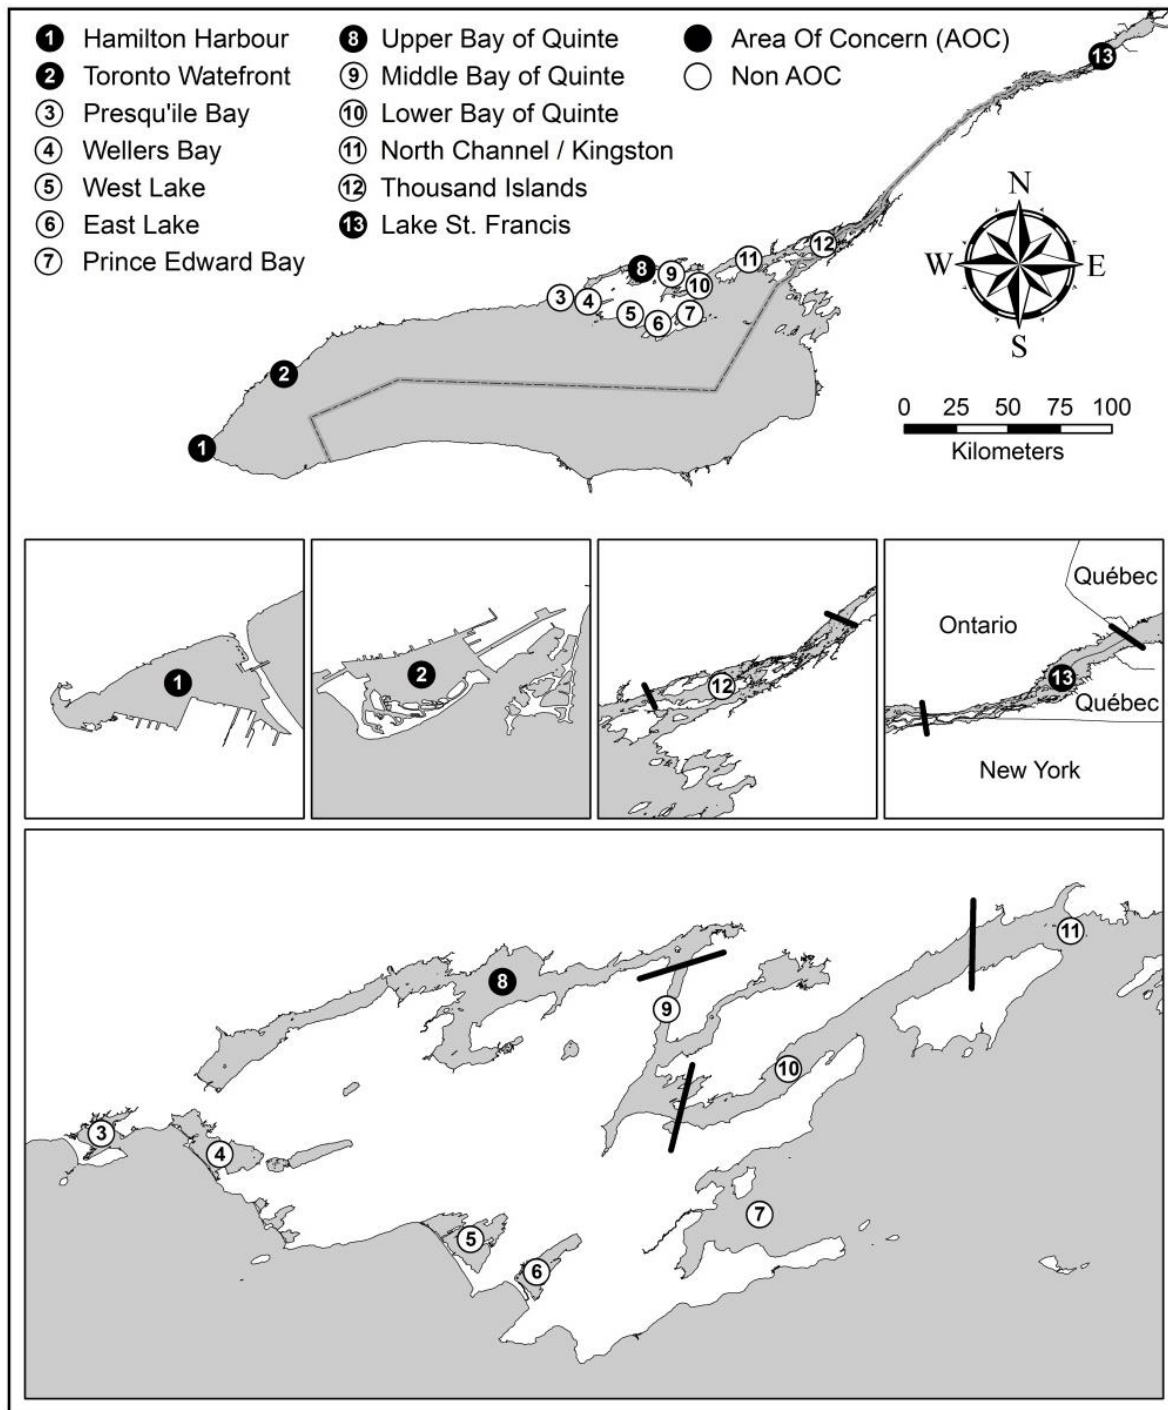 1 Hamilton Harbour
2 Toronto Watefront
3 Presqu'ile Bay
4 Wellers Bay
5 West Lake
6 East Lake
7 Prince Edward Bay
8 Upper Bay of Quinte
9 Middle Bay of Quinte
10 Lower Bay of Quinte
11 North Channel / Kingston
12 Thousand Islands
13 Lake St. Francis
Area Of Concern (AOC)
Non AOC
13
12
11
8
9
10
3
4
5
6
7
2
1
N
W E
S
0 25 50 75 100
Kilometers
1
2
12
Québec
Ontario
13
Québec
New York
11
8
9
10
3
4
7
5
6